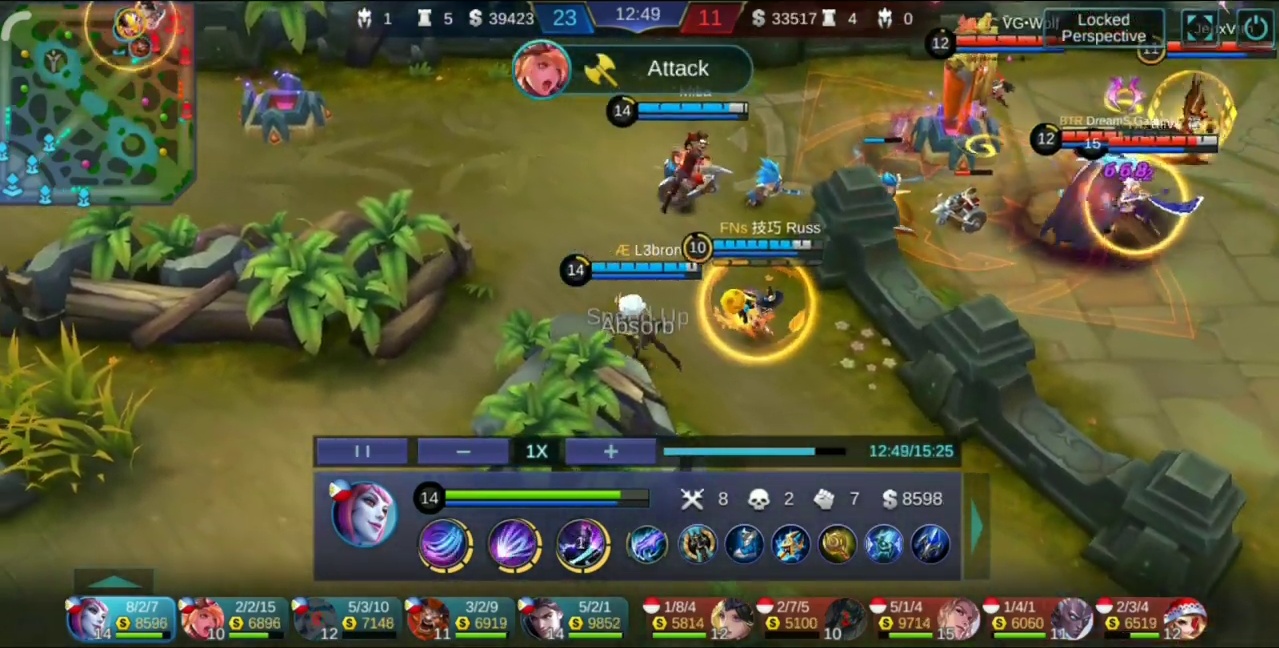 1 5 $ 39423 23 12:49 11 $ 33517 4 0
VG•Wolf
Locked
Perspective
12
11
Attack
14
BTR DreamS
12
15
FNs 技巧 Russ
Æ L3bron
10
14
Speed Up
Absorb
1X
12:49/15:25
14
8 2 7 $ 8598
1
8/2/7 2/2/15 5/3/10 3/2/9 5/2/1 1/8/4 2/7/5 5/1/4 1/4/1 2/3/4
8596 6896 7148 6919 9852 5814 5100 9714 6060 6519
14 10 12 11 14 12 10 15 11 12